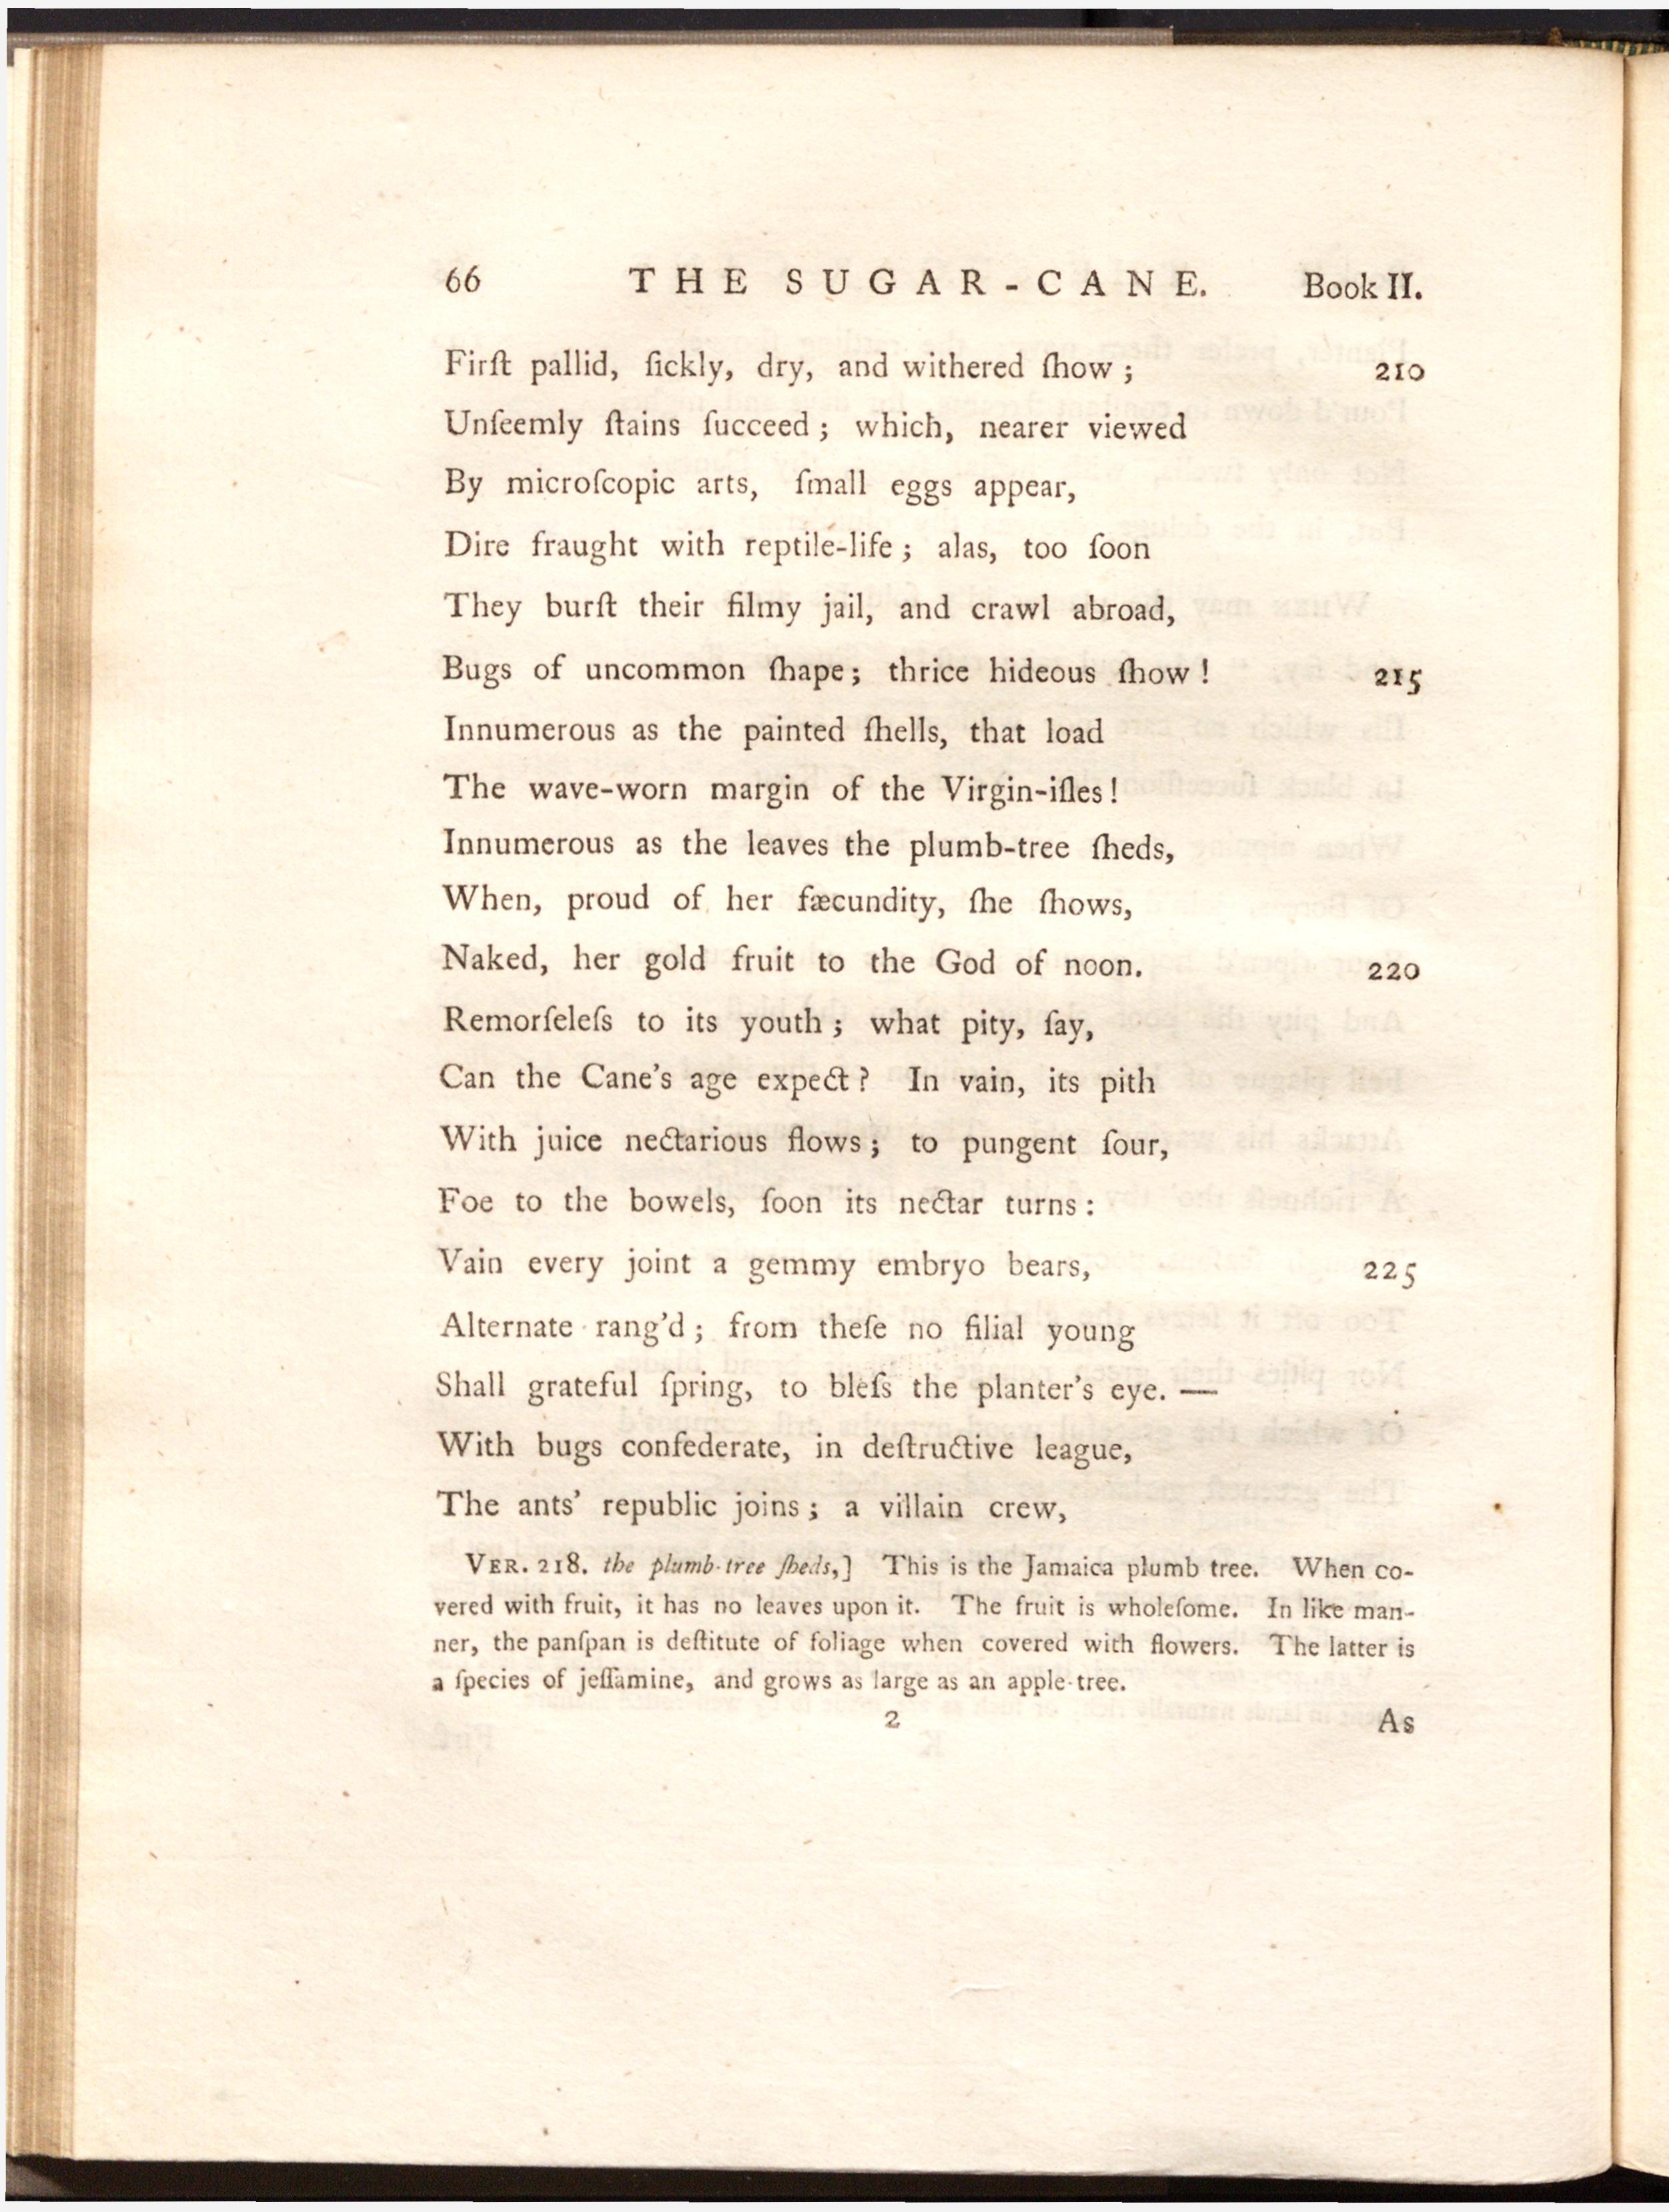 66 THE SUGAR-CANE. Book II.
Firſt pallid, ſickly, dry, and withered ſhow; 210
Unſeemly ſtains ſucceed; which, nearer viewed
By microſcopic arts, ſmall eggs appear,
Dire fraught with reptile-life; alas, too ſoon
They burſt their filmy jail, and crawl abroad,
Bugs of uncommon ſhape; thrice hideous ſhow! 215
Innumerous as the painted ſhells, that load
The wave-worn margin of the Virgin-iſles!
Innumerous as the leaves the plumb-tree ſheds,
When, proud of her fæcundity, ſhe ſhows,
Naked, her gold fruit to the God of noon. 220
Remorſeleſs to its youth; what pity, ſay,
Can the Cane's age expect? In vain, its pith
With juice nectarious flows; to pungent ſour,
Foe to the bowels, ſoon its nectar turns:
Vain every joint a gemmy embryo bears, 225
Alternate rang'd; from theſe no filial young
Shall grateful ſpring, to bleſs the planter's eye.—
With bugs confederate, in deſtructive league,
The ants' republic joins; a villain crew,
VER. 218. the plumb-tree ſheds,] This is the Jamaica plumb tree. When co-
vered with fruit, it has no leaves upon it. The fruit is wholeſome. In like man-
ner, the panſpan is deſtitute of foliage when covered with flowers. The latter is
a ſpecies of jeſſamine, and grows as large as an apple-tree.
2 As